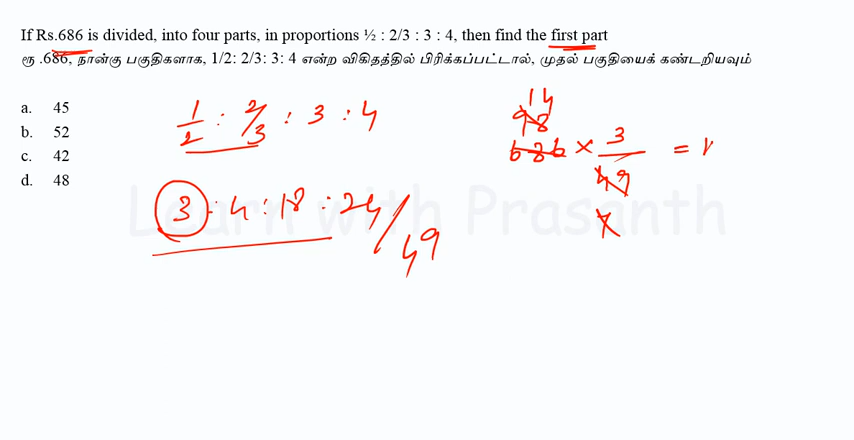 If Rs.686 is divided, into four parts, in proportions ½ : 2/3 : 3 : 4, then find the first part
ரூ .686, நான்கு பகுதிகளாக, 1/2: 2/3: 3: 4 என்ற விகிதத்தில் பிரிக்கப்பட்டால், முதல் பகுதியைக் கண்டறியவும்
a. 45
b. 52
c. 42
d. 48
1/2 : 2/3 : 3 : 4
3 : 4 : 18 : 24 / 49
14
98
686 × 3/49 =
7
Learn with Prasanth